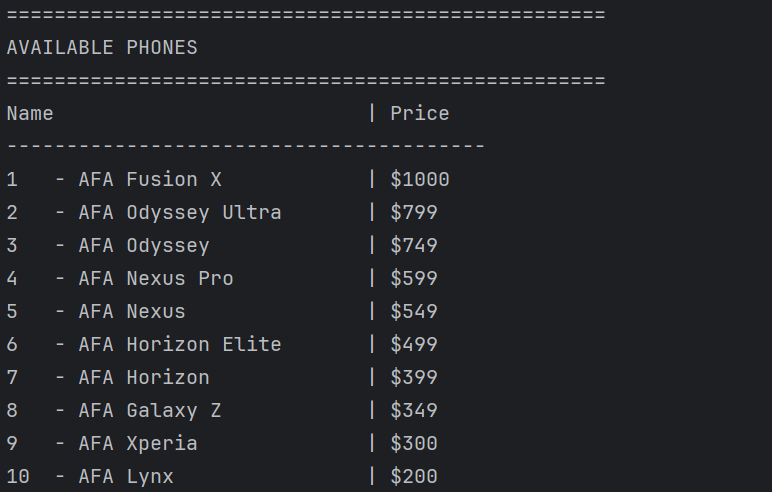 ==================================================
AVAILABLE PHONES
==================================================
Name                          | Price
----------------------------------------
1   - AFA Fusion X            | $1000
2   - AFA Odyssey Ultra       | $799
3   - AFA Odyssey             | $749
4   - AFA Nexus Pro           | $599
5   - AFA Nexus               | $549
6   - AFA Horizon Elite       | $499
7   - AFA Horizon             | $399
8   - AFA Galaxy Z            | $349
9   - AFA Xperia              | $300
10  - AFA Lynx                | $200